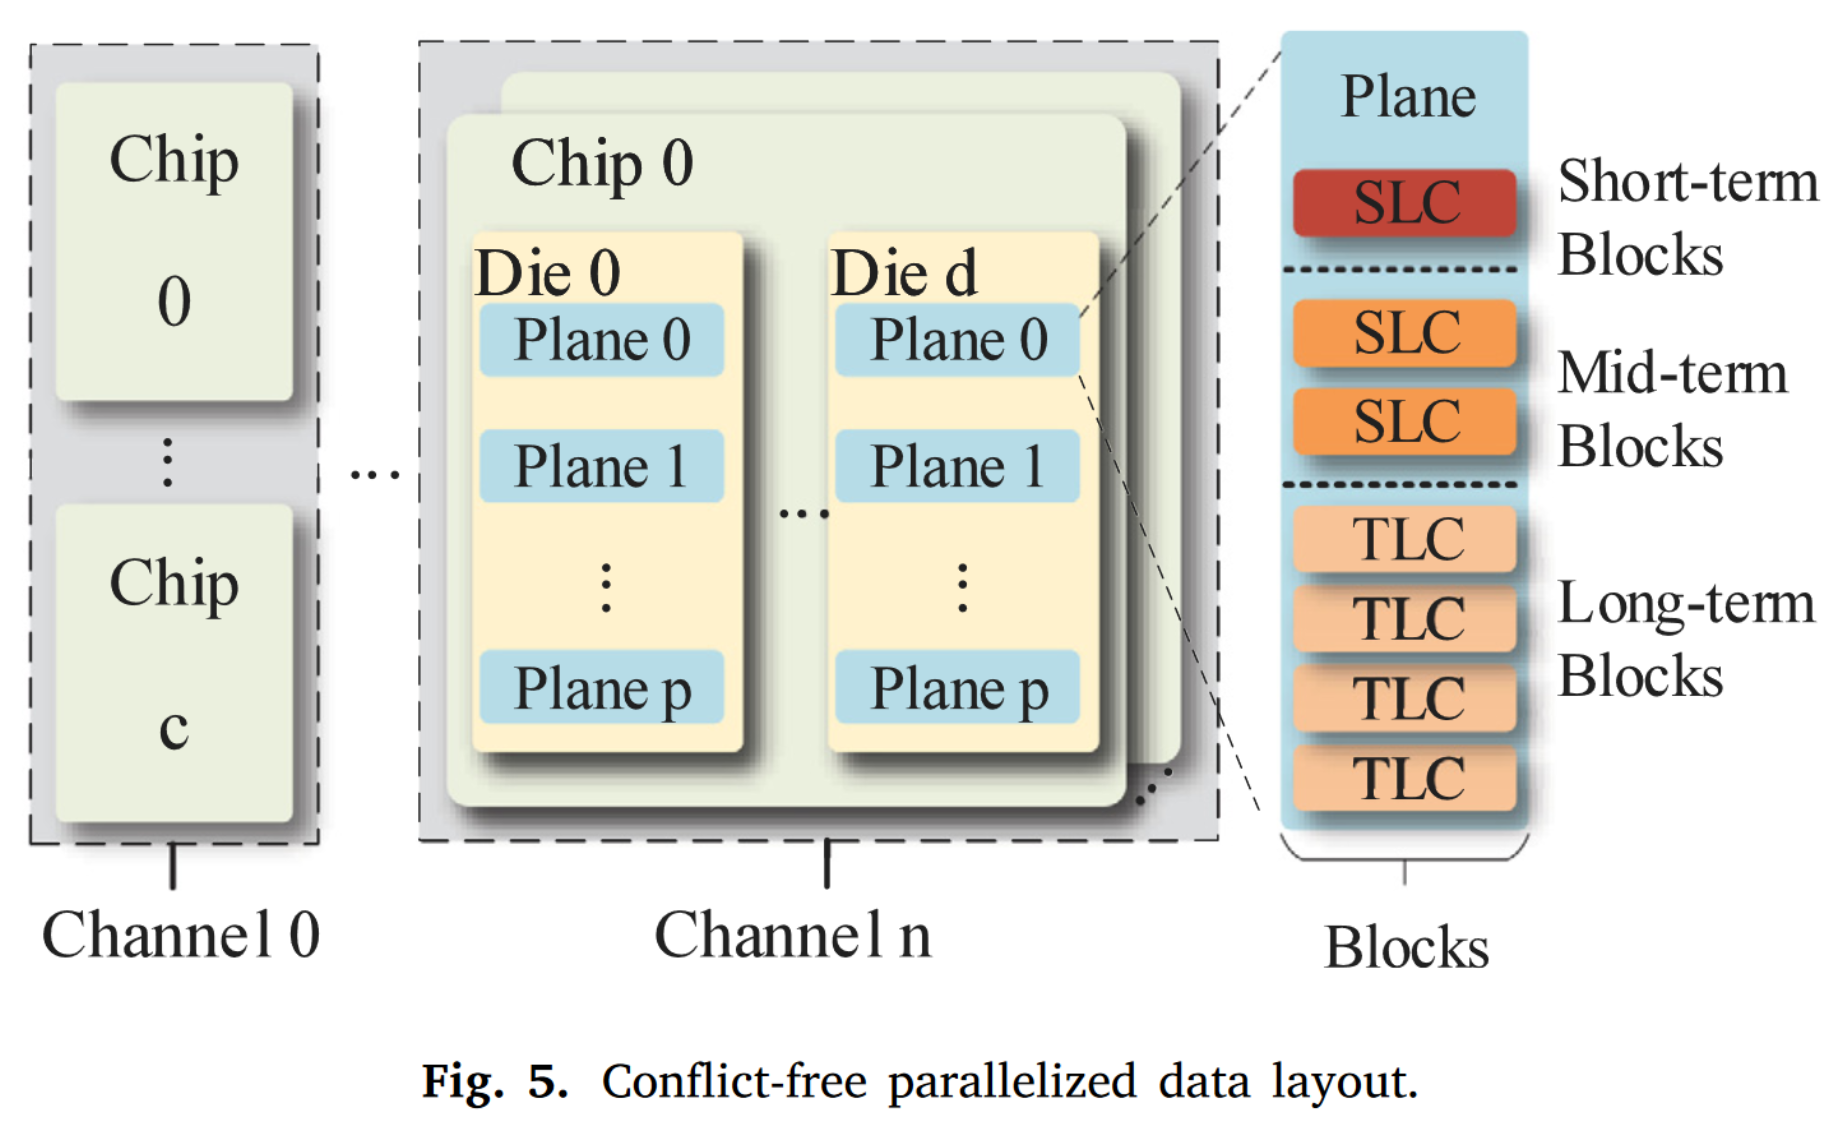 Chip
0
⋮
Chip
c
Channel 0
...
Chip 0
Die 0
Plane 0
Plane 1
⋮
Plane p
...
Die d
Plane 0
Plane 1
⋮
Plane p
Channel n
Plane
SLC
SLC
SLC
TLC
TLC
TLC
TLC
Blocks
Short-term
Blocks
Mid-term
Blocks
Long-term
Blocks
Fig. 5. Conflict-free parallelized data layout.